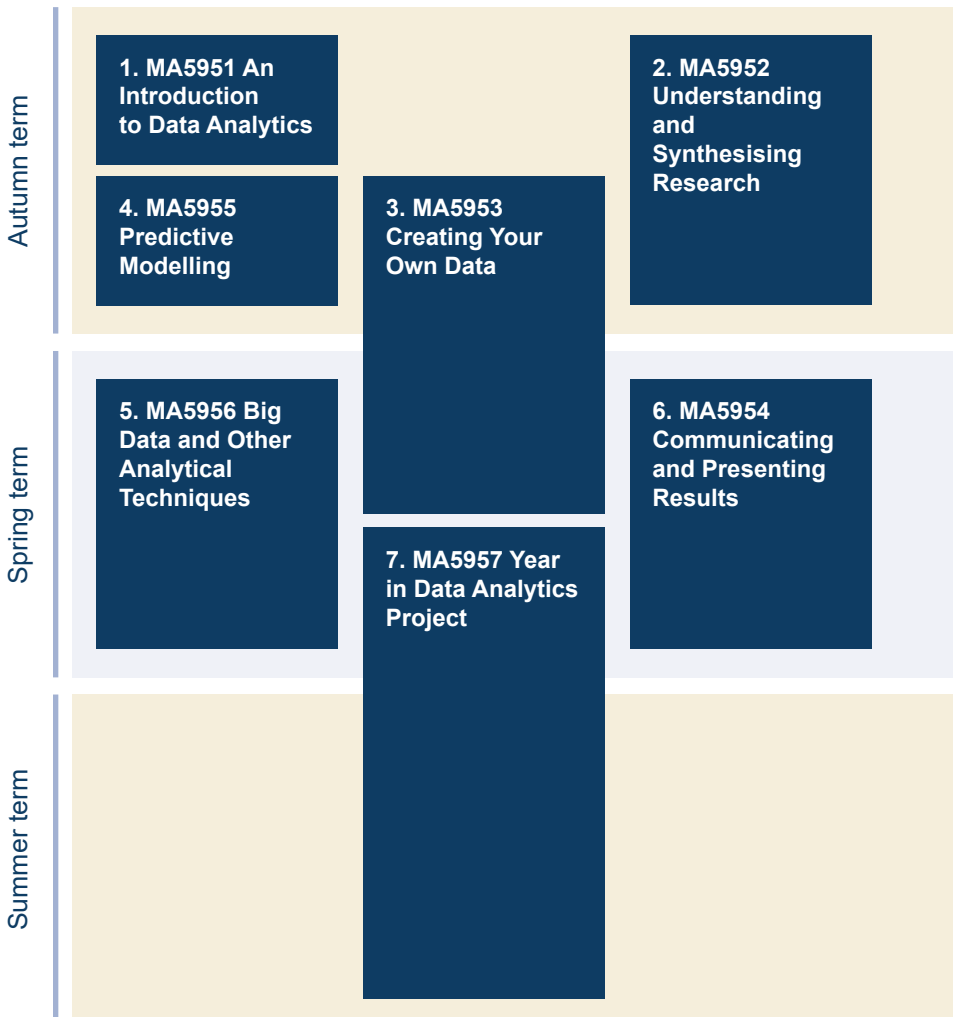 Autumn term
1. MA5951 An
Introduction
to Data Analytics
2. MA5952
Understanding
and
Synthesising
Research
4. MA5955
Predictive
Modelling
3. MA5953
Creating Your
Own Data
Spring term
5. MA5956 Big
Data and Other
Analytical
Techniques
6. MA5954
Communicating
and Presenting
Results
7. MA5957 Year
in Data Analytics
Project
Summer term